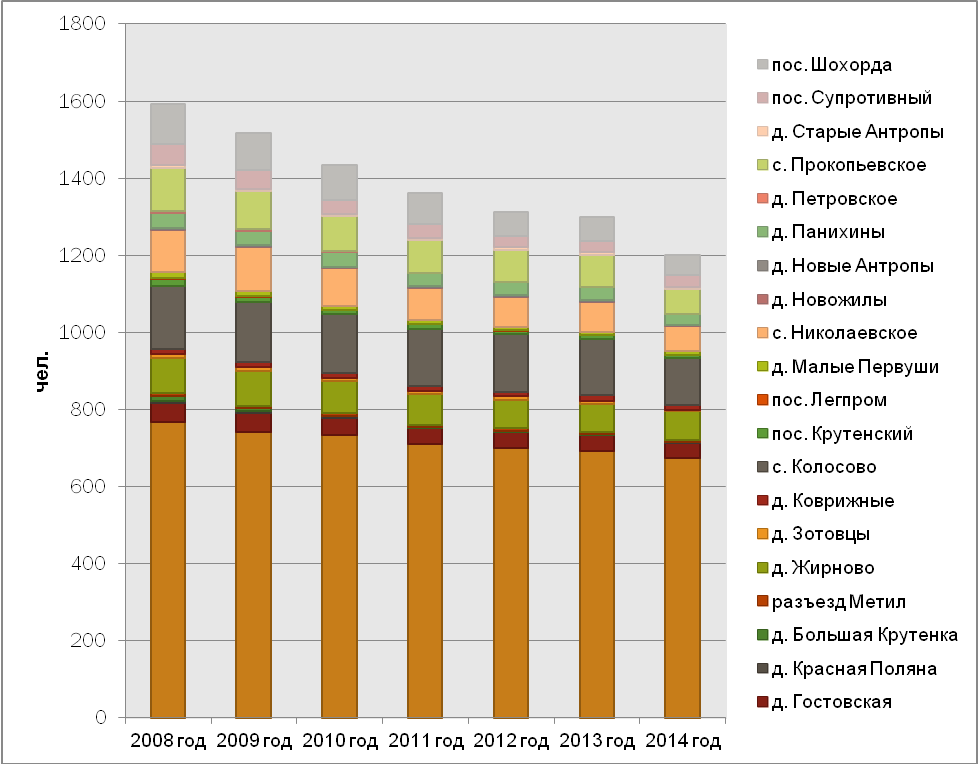 1800
1600
1400
1200
1000
800
600
400
200
0
чел.
2008 год 2009 год 2010 год 2011 год 2012 год 2013 год 2014 год
пос. Шохорда
пос. Супротивный
д. Старые Антропы
с. Прокопьевское
д. Петровское
д. Панихины
д. Новые Антропы
д. Новожилы
с. Николаевское
д. Малые Первуши
пос. Легпром
пос. Крутенский
с. Колосово
д. Коврижные
д. Зотовцы
д. Жирново
разъезд Метил
д. Большая Крутенка
д. Красная Поляна
д. Гостовская